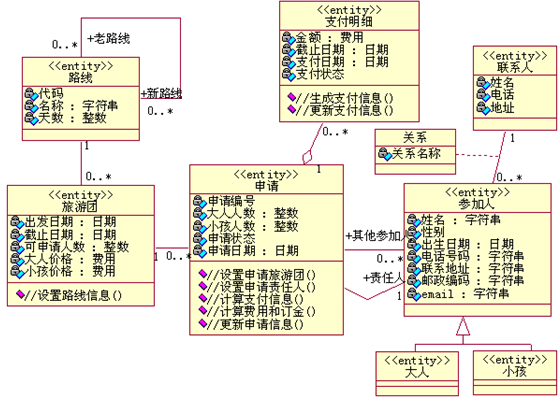 <<entity>>
支付明细
金额 : 费用
截止日期 : 日期
支付日期 : 日期
支付状态
//生成支付信息()
//更新支付信息()
+老路线
0..*
<<entity>>
路线
代码
名称 : 字符串
天数 : 整数
+新路线
0..*
<<entity>>
联系人
姓名
电话
地址
0..*
1
1
关系
关系名称
1
0..*
0..*
<<entity>>
旅游团
出发日期 : 日期
截止日期 : 日期
可申请人数 : 整数
大人价格 : 费用
小孩价格 : 费用
//设置路线信息()
1
0..*
<<entity>>
申请
申请编号
大人人数 : 整数
小孩人数 : 整数
申请状态
申请日期 : 日期
//设置申请旅游团()
//设置申请责任人()
//计算支付信息()
//计算费用和订金()
//更新申请信息()
+其他参加人
0..*
+责任人
1
<<entity>>
参加人
姓名 : 字符串
性别
出生日期 : 日期
电话号码 : 字符串
联系地址 : 字符串
邮政编码 : 字符串
email : 字符串
<<entity>>
大人
<<entity>>
小孩